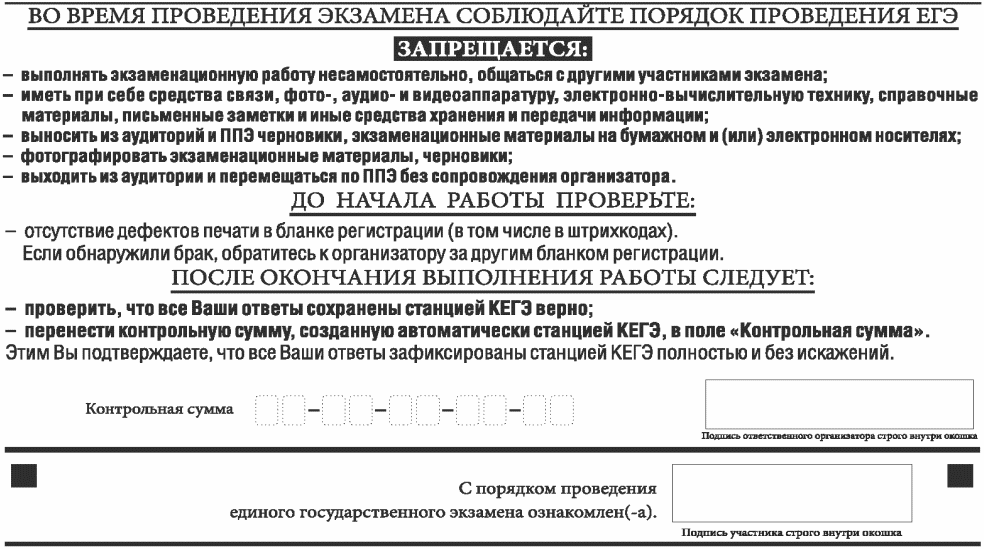 ВО ВРЕМЯ ПРОВЕДЕНИЯ ЭКЗАМЕНА СОБЛЮДАЙТЕ ПОРЯДОК ПРОВЕДЕНИЯ ЕГЭ
ЗАПРЕЩАЕТСЯ:
– выполнять экзаменационную работу несамостоятельно, общаться с другими участниками экзамена;
– иметь при себе средства связи, фото-, аудио- и видеоаппаратуру, электронно-вычислительную технику, справочные
материалы, письменные заметки и иные средства хранения и передачи информации;
– выносить из аудиторий и ППЭ черновики, экзаменационные материалы на бумажном и (или) электронном носителях;
– фотографировать экзаменационные материалы, черновики;
– выходить из аудитории и перемещаться по ППЭ без сопровождения организатора.
ДО НАЧАЛА РАБОТЫ ПРОВЕРЬТЕ:
– отсутствие дефектов печати в бланке регистрации (в том числе в штрихкодах).
Если обнаружили брак, обратитесь к организатору за другим бланком регистрации.
ПОСЛЕ ОКОНЧАНИЯ ВЫПОЛНЕНИЯ РАБОТЫ СЛЕДУЕТ:
– проверить, что все Ваши ответы сохранены станцией КЕГЭ верно;
– перенести контрольную сумму, созданную автоматически станцией КЕГЭ, в поле «Контрольная сумма».
Этим Вы подтверждаете, что все Ваши ответы зафиксированы станцией КЕГЭ полностью и без искажений.
Контрольная сумма – – – –
Подпись ответственного организатора строго внутри окошка
С порядком проведения
единого государственного экзамена ознакомлен(-а).
Подпись участника строго внутри окошка